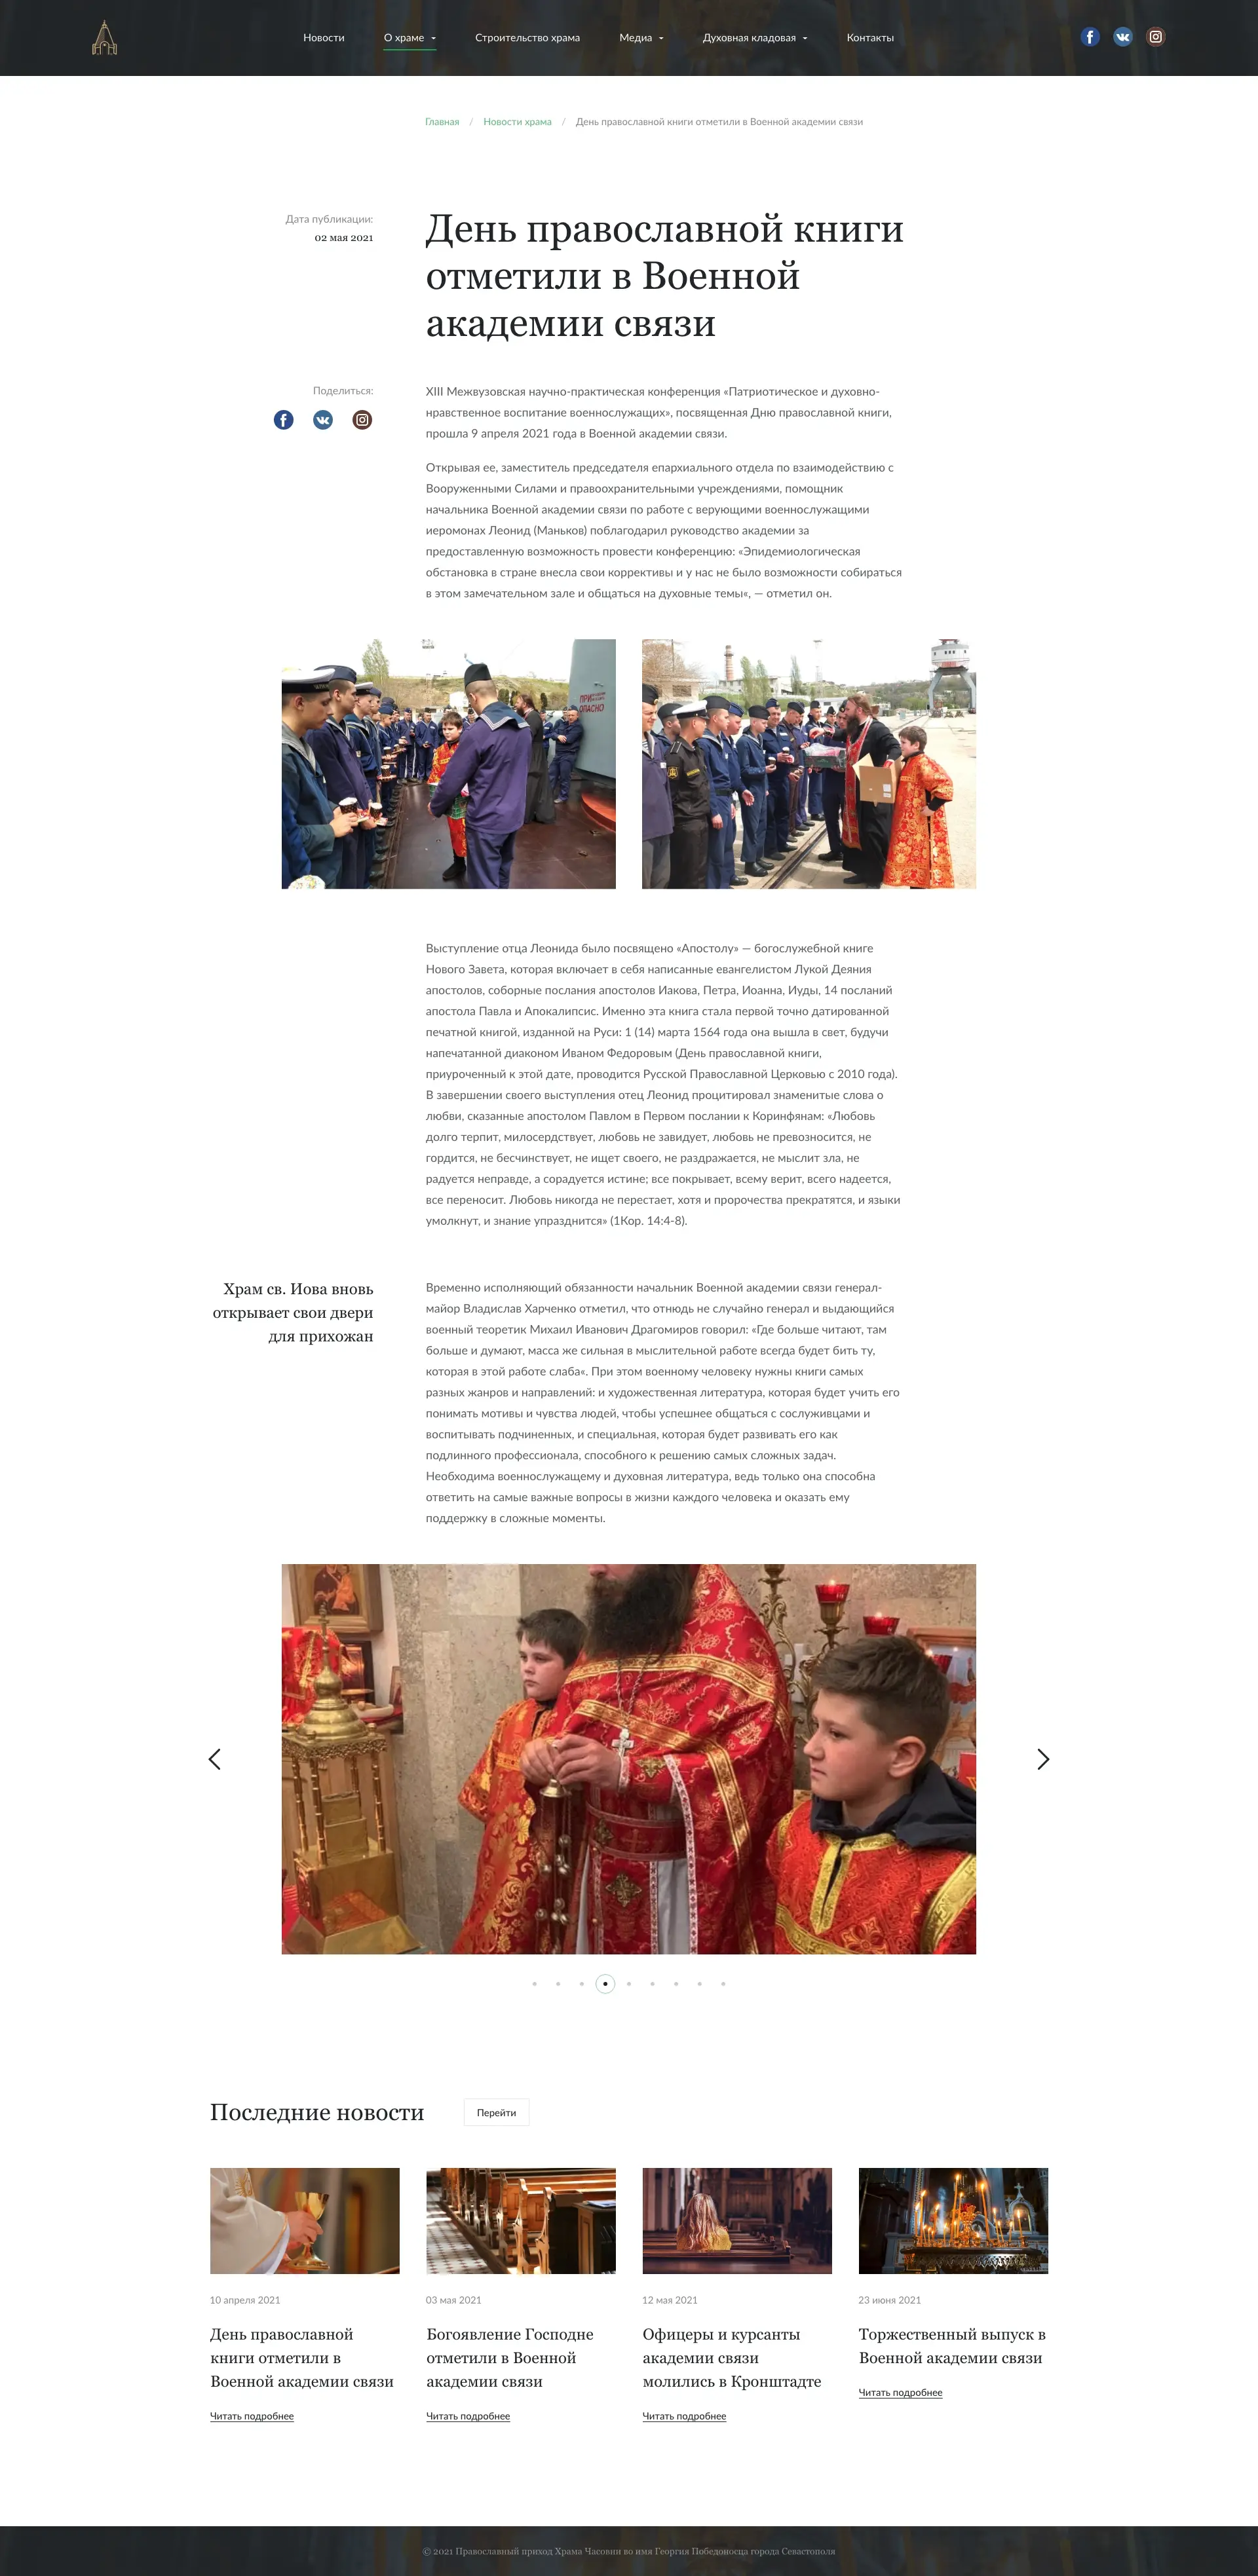 Новости
О храме
Строительство храма
Медиа
Духовная кладовая
Контакты
Главная / Новости храма / День православной книги отметили в Военной академии связи
Дата публикации:
02 мая 2021
День православной книги
отметили в Военной
академии связи
Поделиться:
XIII Межвузовская научно-практическая конференция «Патриотическое и духовно-
нравственное воспитание военнослужащих», посвященная Дню православной книги,
прошла 9 апреля 2021 года в Военной академии связи.
Открывая ее, заместитель председателя епархиального отдела по взаимодействию с
Вооруженными Силами и правоохранительными учреждениями, помощник
начальника Военной академии связи по работе с верующими военнослужащими
иеромонах Леонид (Маньков) поблагодарил руководство академии за
предоставленную возможность провести конференцию: «Эпидемиологическая
обстановка в стране внесла свои коррективы и у нас не было возможности собираться
в этом замечательном зале и общаться на духовные темы«, — отметил он.
ОПАСНО
Выступление отца Леонида было посвящено «Апостолу» — богослужебной книге
Нового Завета, которая включает в себя написанные евангелистом Лукой Деяния
апостолов, соборные послания апостолов Иакова, Петра, Иоанна, Иуды, 14 посланий
апостола Павла и Апокалипсис. Именно эта книга стала первой точно датированной
печатной книгой, изданной на Руси: 1 (14) марта 1564 года она вышла в свет, будучи
напечатанной диаконом Иваном Федоровым (День православной книги,
приуроченный к этой дате, проводится Русской Православной Церковью с 2010 года).
В завершении своего выступления отец Леонид процитировал знаменитые слова о
любви, сказанные апостолом Павлом в Первом послании к Коринфянам: «Любовь
долго терпит, милосердствует, любовь не завидует, любовь не превозносится, не
гордится, не бесчинствует, не ищет своего, не раздражается, не мыслит зла, не
радуется неправде, а сорадуется истине; все покрывает, всему верит, всего надеется,
все переносит. Любовь никогда не перестает, хотя и пророчества прекратятся, и языки
умолкнут, и знание упразднится» (1Кор. 14:4-8).
Храм св. Иова вновь
открывает свои двери
для прихожан
Временно исполняющий обязанности начальник Военной академии связи генерал-
майор Владислав Харченко отметил, что отнюдь не случайно генерал и выдающийся
военный теоретик Михаил Иванович Драгомиров говорил: «Где больше читают, там
больше и думают, масса же сильная в мыслительной работе всегда будет бить ту,
которая в этой работе слаба«. При этом военному человеку нужны книги самых
разных жанров и направлений: и художественная литература, которая будет учить его
понимать мотивы и чувства людей, чтобы успешнее общаться с сослуживцами и
воспитывать подчиненных, и специальная, которая будет развивать его как
подлинного профессионала, способного к решению самых сложных задач.
Необходима военнослужащему и духовная литература, ведь только она способна
ответить на самые важные вопросы в жизни каждого человека и оказать ему
поддержку в сложные моменты.
Последние новости
Перейти
10 апреля 2021
День православной
книги отметили в
Военной академии связи
Читать подробнее
03 мая 2021
Богоявление Господне
отметили в Военной
академии связи
Читать подробнее
12 мая 2021
Офицеры и курсанты
академии связи
молились в Кронштадте
Читать подробнее
23 июня 2021
Торжественный выпуск в
Военной академии связи
Читать подробнее
© 2021 Православный приход Храма Часовни во имя Георгия Победоносца города Севастополя